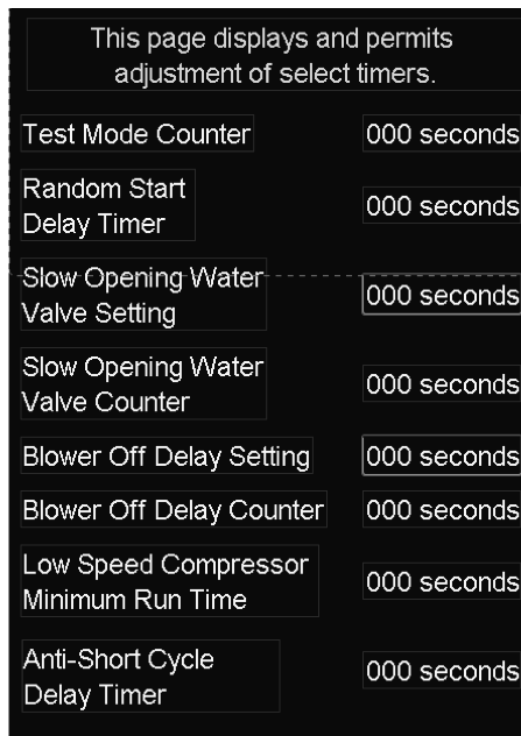 This page displays and permits
adjustment of select timers.
Test Mode Counter 000 seconds
Random Start
Delay Timer 000 seconds
Slow Opening Water
Valve Setting 000 seconds
Slow Opening Water
Valve Counter 000 seconds
Blower Off Delay Setting 000 seconds
Blower Off Delay Counter 000 seconds
Low Speed Compressor
Minimum Run Time 000 seconds
Anti-Short Cycle
Delay Timer 000 seconds